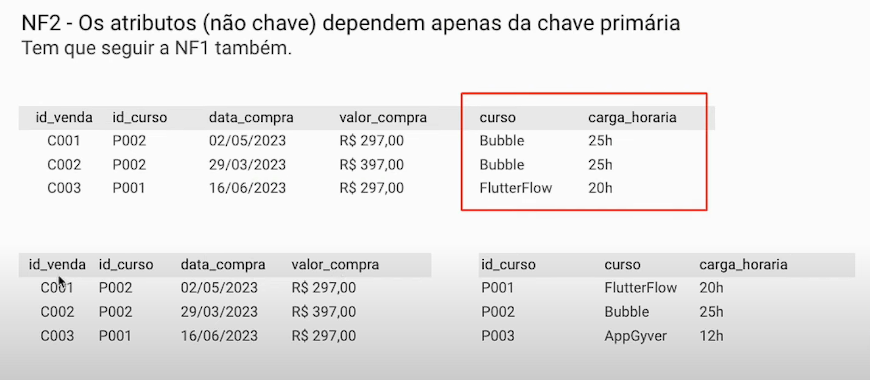 NF2 - Os atributos (não chave) dependem apenas da chave primária
Tem que seguir a NF1 também.
id_venda id_curso data_compra valor_compra curso carga_horaria
C001 P002 02/05/2023 R$ 297,00 Bubble 25h
C002 P002 29/03/2023 R$ 397,00 Bubble 25h
C003 P001 16/06/2023 R$ 297,00 FlutterFlow 20h
id_venda id_curso data_compra valor_compra id_curso curso carga_horaria
C001 P002 02/05/2023 R$ 297,00 P001 FlutterFlow 20h
C002 P002 29/03/2023 R$ 397,00 P002 Bubble 25h
C003 P001 16/06/2023 R$ 297,00 P003 AppGyver 12h